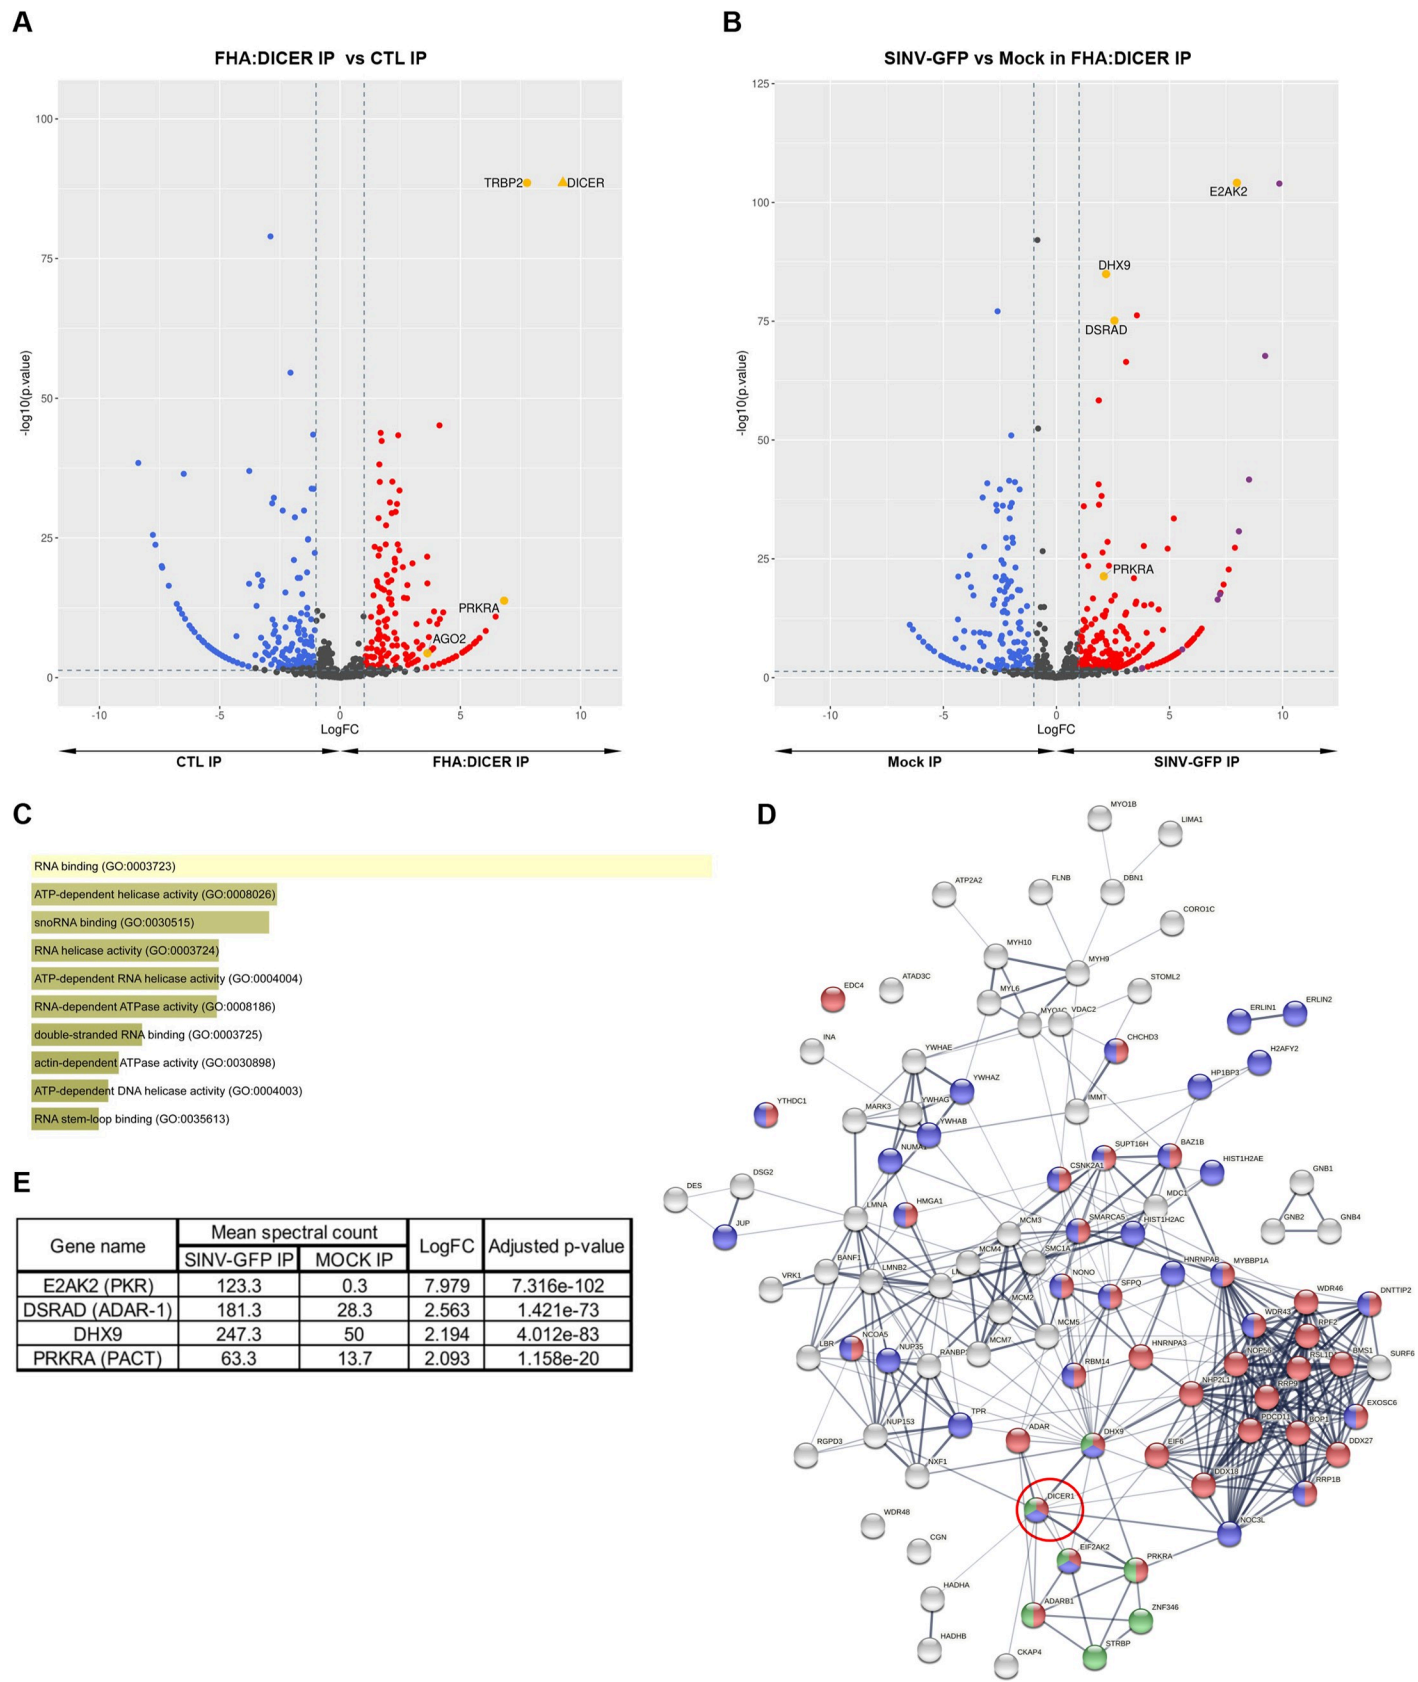 A
FHA:DICER IP vs CTL IP
-log10(p.value)
100
75
50
25
0
TRBP2
DICER
PRKRA
AGO2
-10
-5
0
5
10
LogFC
CTL IP
FHA:DICER IP
B
SINV-GFP vs Mock in FHA:DICER IP
-log10(p.value)
125
100
75
50
25
0
E2AK2
DHX9
DSRAD
PRKRA
-10
-5
0
5
10
LogFC
Mock IP
SINV-GFP IP
C
RNA binding (GO:0003723)
ATP-dependent helicase activity (GO:0008026)
snoRNA binding (GO:0030515)
RNA helicase activity (GO:0003724)
ATP-dependent RNA helicase activity (GO:0004004)
RNA-dependent ATPase activity (GO:0008186)
double-stranded RNA binding (GO:0003725)
actin-dependent ATPase activity (GO:0030898)
ATP-dependent DNA helicase activity (GO:0004003)
RNA stem-loop binding (GO:0035613)
D
MYO1B
LIMA1
ATP2A2
FLNB
DBN1
CORO1C
MYH10
MYH9
EDC4
ATAD3C
MYL6
STOML2
MYO1C
VDAC2
ERLIN1
ERLIN2
INA
YWHAE
CHCHD3
H2AFY2
YWHAZ
HP1BP3
YTHDC1
MARK3
YWHAG
IMMT
YWHAB
NUMA1
SUPT16H
BAZ1B
CSNK2A1
HIST1H2AE
GNB1
DES
DSG2
MDC1
JUP
LMNA
HMGA1
SMARCA5
HIST1H2AC
GNB2
GNB4
MCM3
BANF1
MCM4
SMC1A
VRK1
LMNB2
NONO
HNRNPAB
MYBBP1A
SFPQ
WDR46
DNTTIP2
MCM2
WDR43
RPF2
LBR
NCOA5
NUP35
MCM7
MCM5
RBM14
HNRNPA3
NOP56
BMS1
SURF6
NHP2L1
RRP9
EXOSC6
TPR
NUP153
PDCD11
BOP1
RGPD3
NXF1
ADAR
DHX9
EIF6
DDX27
DDX18
RRP1B
DICER1
NOC3L
WDR48
CGN
EIF2AK2
PRKRA
HADHA
ADARB1
ZNF346
HADHB
CKAP4
STRBP
E
Gene name
Mean spectral count
LogFC
Adjusted p-value
SINV-GFP IP
MOCK IP
E2AK2 (PKR) 123.3 0.3 7.979 7.316e-102
DSRAD (ADAR-1) 181.3 28.3 2.563 1.421e-73
DHX9 247.3 50 2.194 4.012e-83
PRKRA (PACT) 63.3 13.7 2.093 1.158e-20